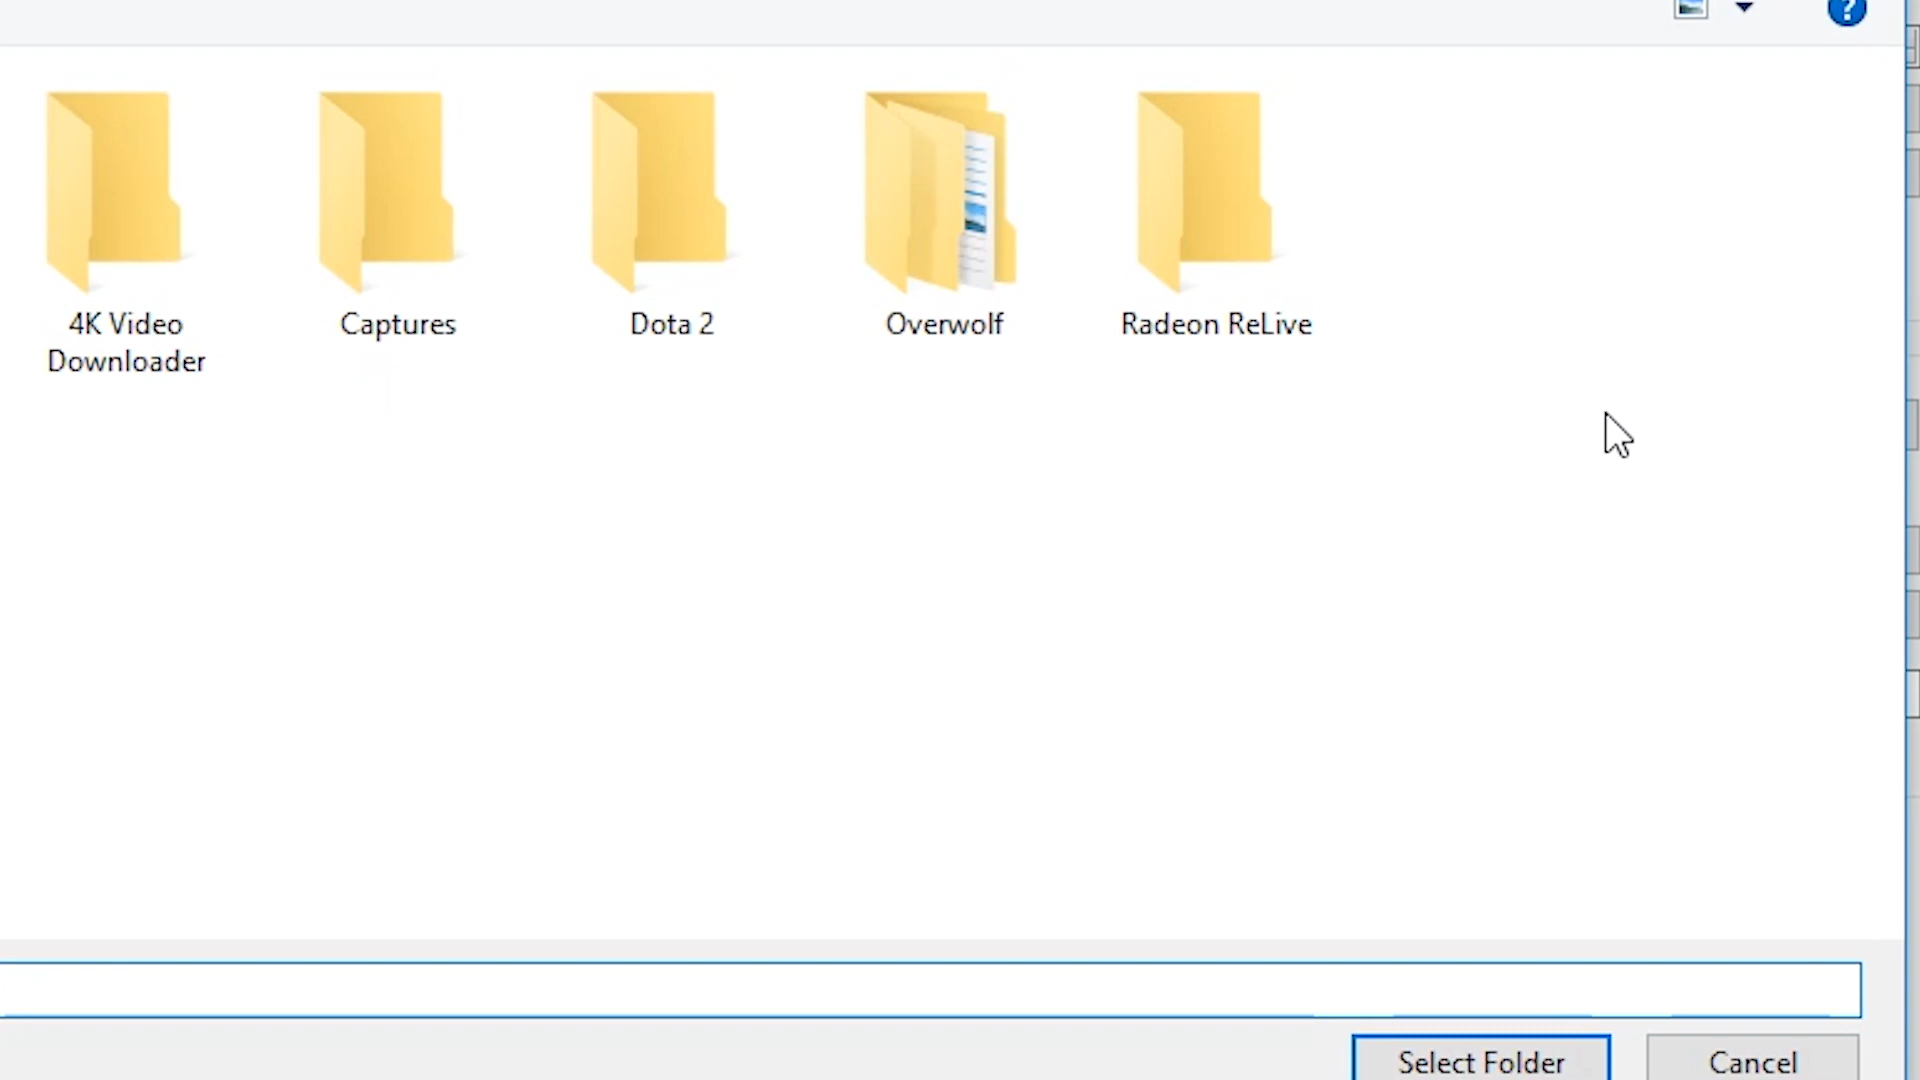 ?
4K Video
Downloader
Captures
Dota 2
Overwolf
Radeon ReLive
Select Folder
Cancel